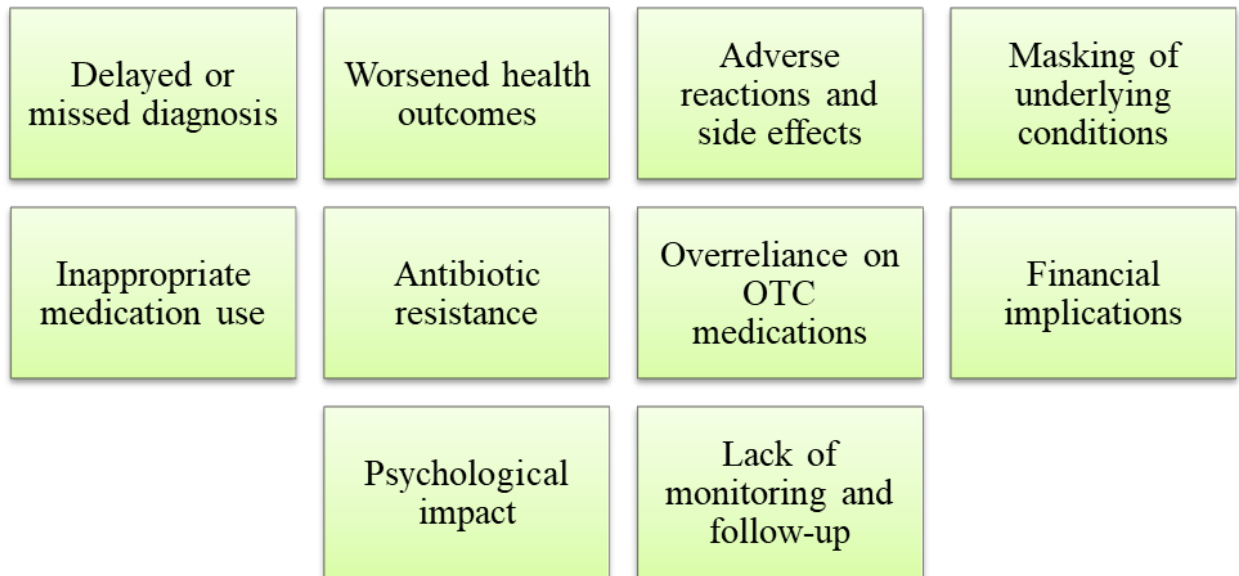 Delayed or
missed diagnosis
Worsened health
outcomes
Adverse
reactions and
side effects
Masking of
underlying
conditions
Inappropriate
medication use
Antibiotic
resistance
Overreliance on
OTC
medications
Financial
implications
Psychological
impact
Lack of
monitoring and
follow-up